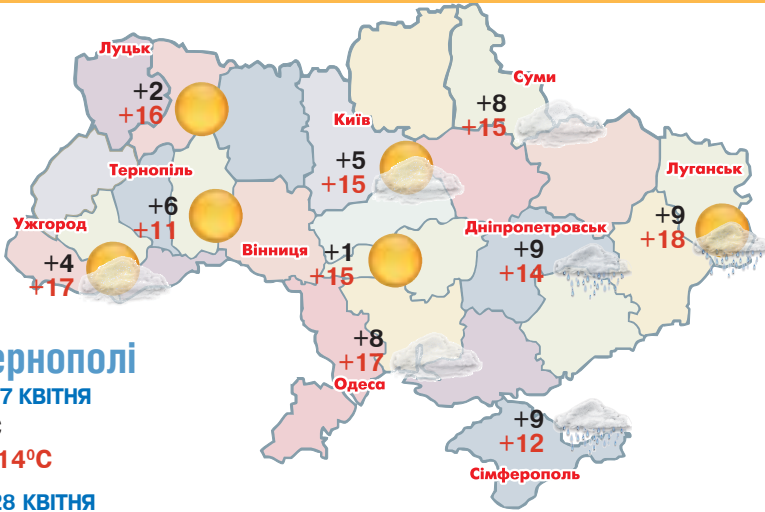 Луцьк
+2
+16
Суми
+8
+15
Київ
+5
+15
Тернопіль
+6
+11
Луганськ
+9
+18
Ужгород
+4
+17
Вінниця
+1
+15
Дніпропетровськ
+9
+14
+8
+17
Одеса
+9
+12
Сімферополь
ернополі
7 КВІТНЯ
С
14⁰С
28 КВІТНЯ